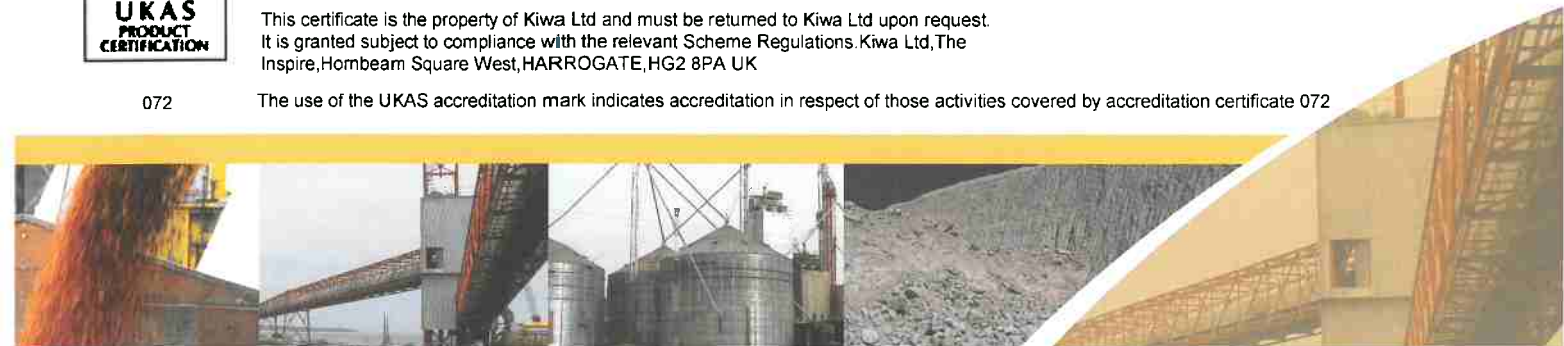 UKAS
PRODUCT
CERTIFICATION
This certificate is the property of Kiwa Ltd and must be returned to Kiwa Ltd upon request.
It is granted subject to compliance with the relevant Scheme Regulations.Kiwa Ltd,The
Inspire,Hornbeam Square West,HARROGATE,HG2 8PA UK
072
The use of the UKAS accreditation mark indicates accreditation in respect of those activities covered by accreditation certificate 072